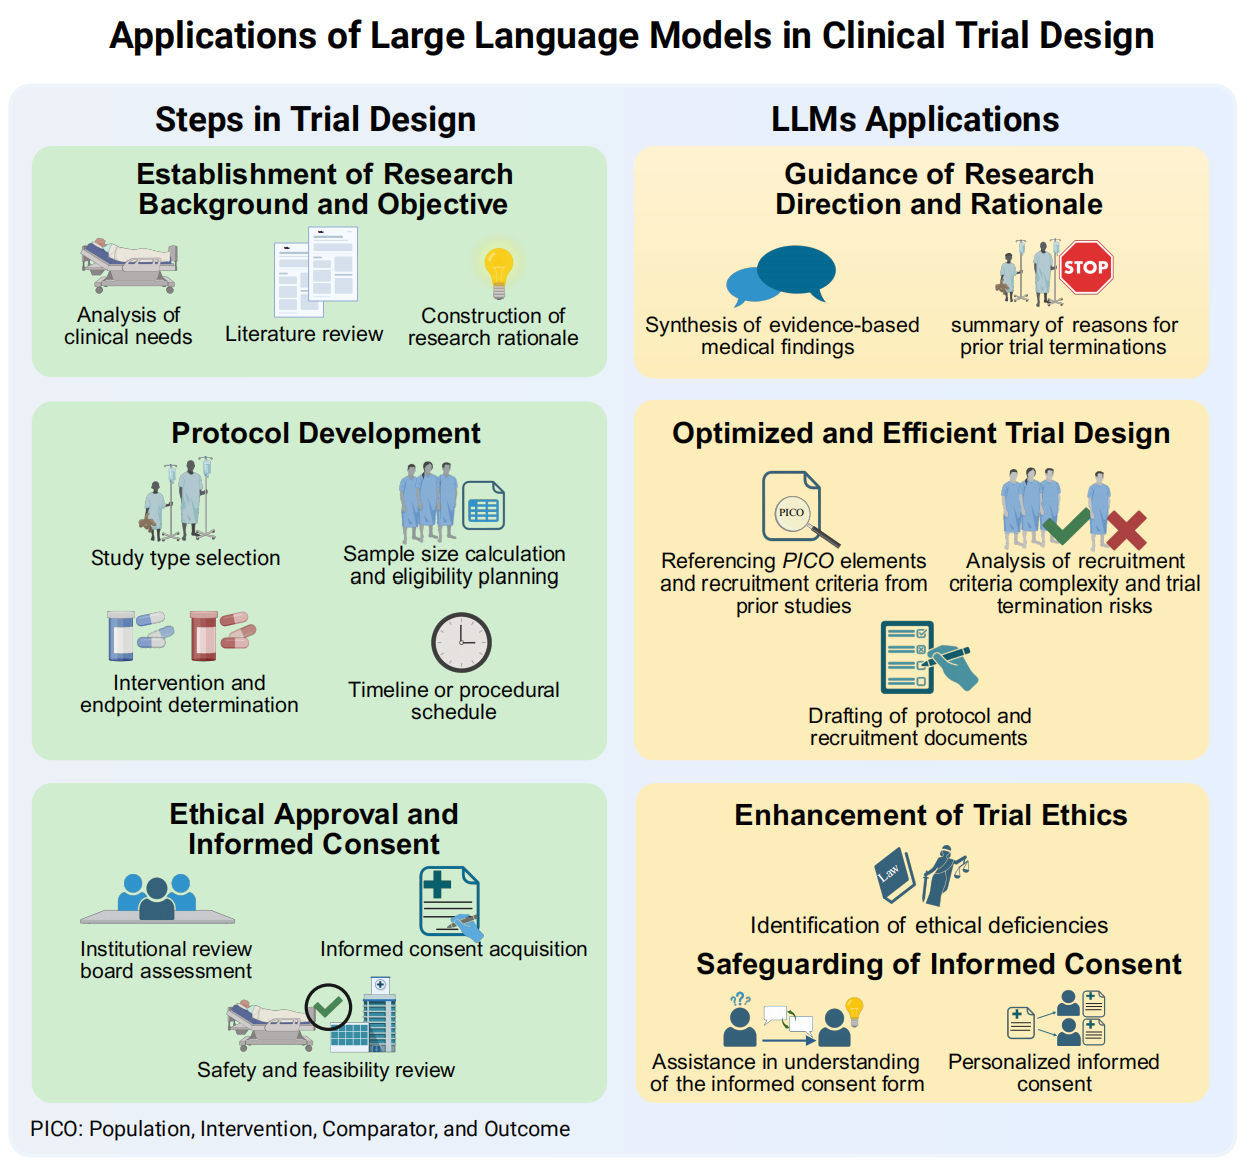 Applications of Large Language Models in Clinical Trial Design
Steps in Trial Design
Establishment of Research
Background and Objective
Analysis of
clinical needs
Literature review
Construction of
research rationale
Protocol Development
Study type selection
Sample size calculation
and eligibility planning
Intervention and
endpoint determination
Timeline or procedural
schedule
Ethical Approval and
Informed Consent
Institutional review
board assessment
Informed consent acquisition
Safety and feasibility review
LLMs Applications
Guidance of Research
Direction and Rationale
Synthesis of evidence-based
medical findings
STOP
summary of reasons for
prior trial terminations
Optimized and Efficient Trial Design
PICO
Referencing PICO elements
and recruitment criteria from
prior studies
Analysis of recruitment
criteria complexity and trial
termination risks
Drafting of protocol and
recruitment documents
Enhancement of Trial Ethics
Law
Identification of ethical deficiencies
Safeguarding of Informed Consent
???
Assistance in understanding
of the informed consent form
Personalized informed
consent
PICO: Population, Intervention, Comparator, and Outcome